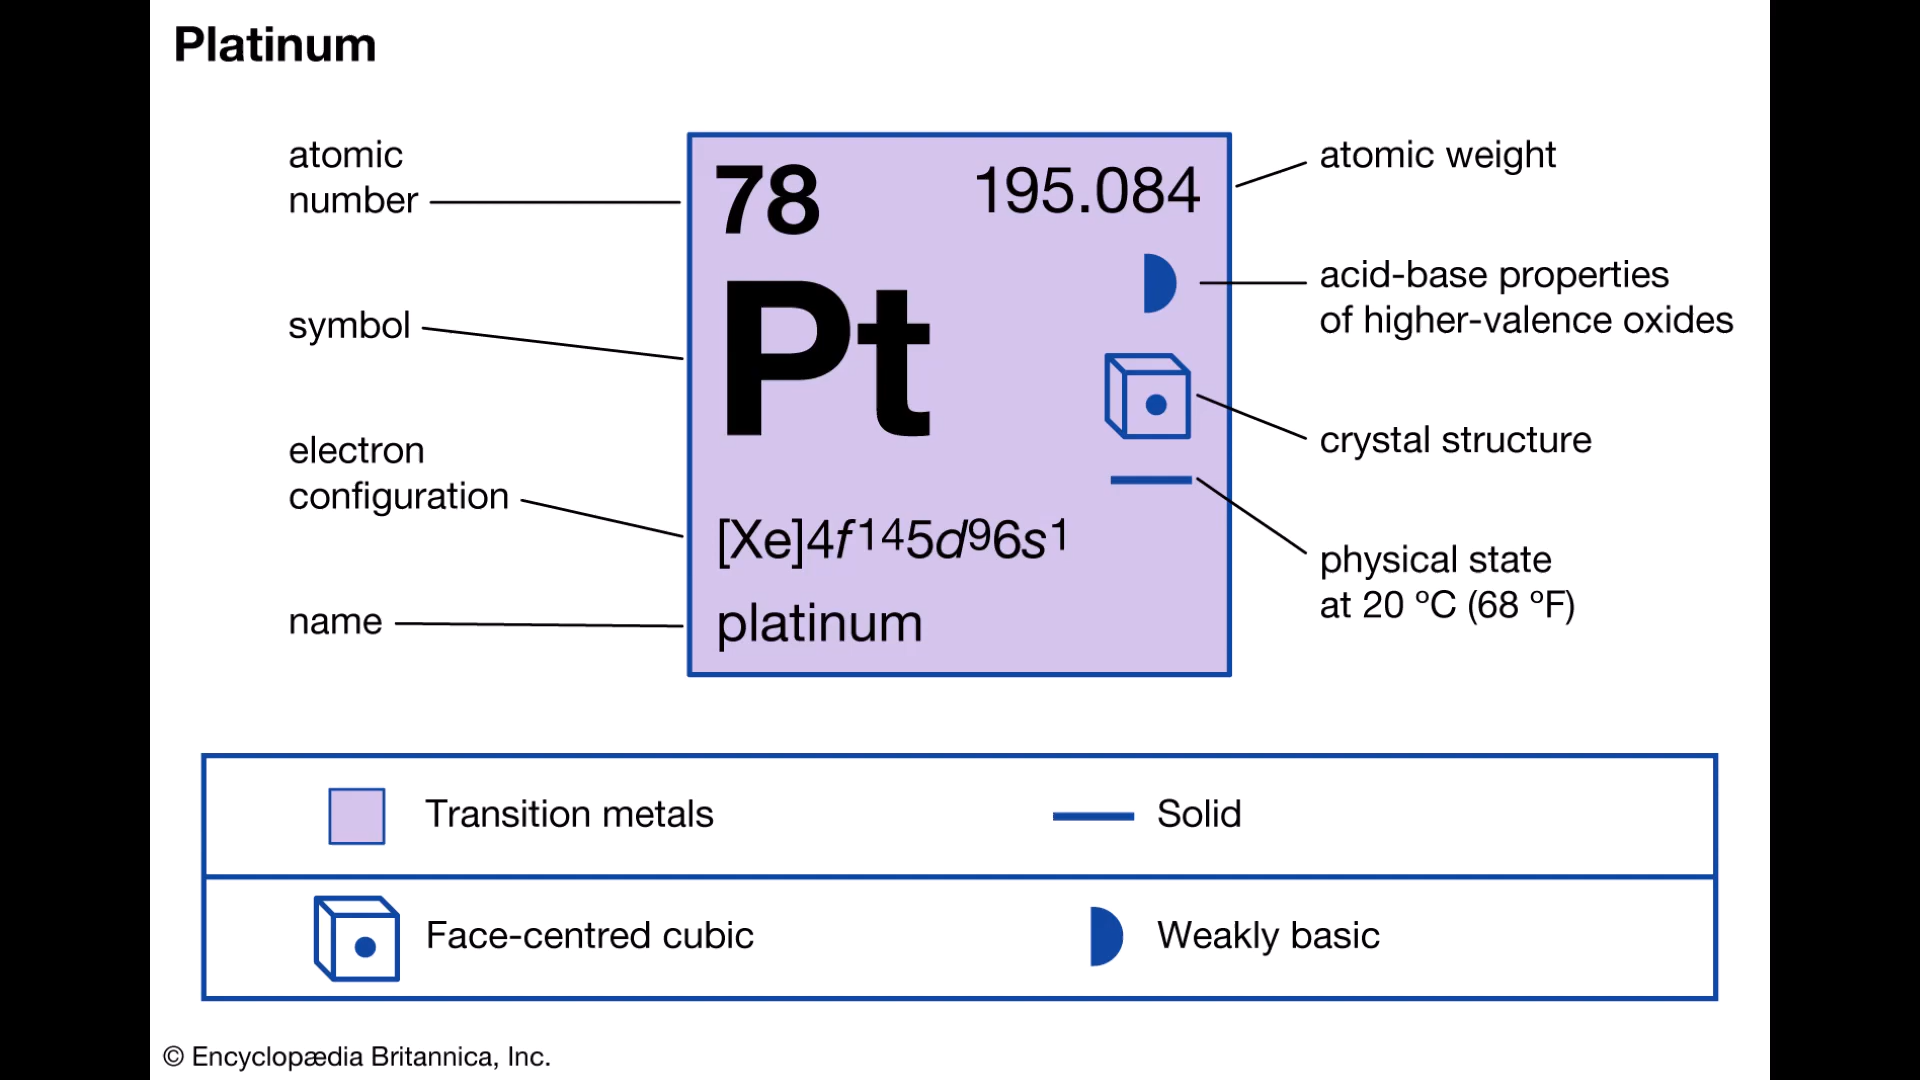 Platinum
atomic
number
symbol
electron
configuration
name
78
195.084
Pt
[Xe]4f¹⁴5d⁹6s¹
platinum
atomic weight
acid-base properties
of higher-valence oxides
crystal structure
physical state
at 20 ºC (68 ºF)
Transition metals
Solid
Face-centred cubic
Weakly basic
© Encyclopædia Britannica, Inc.